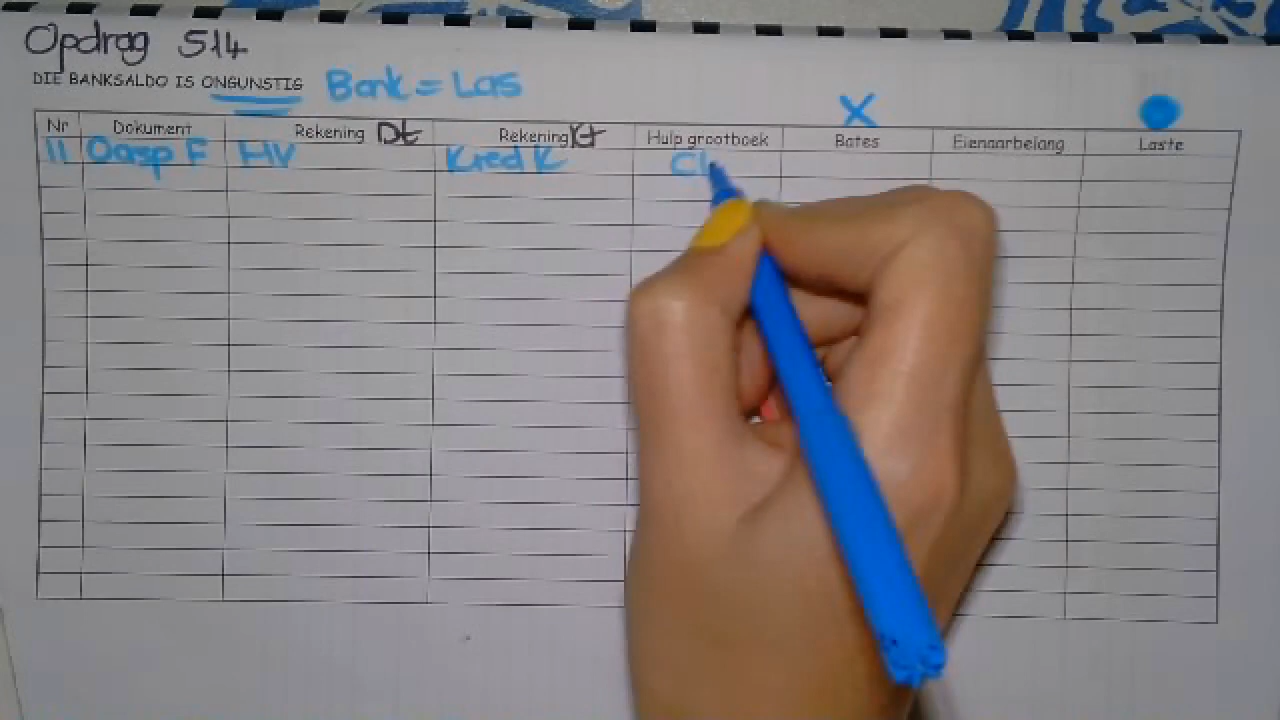 Opdrag 514
DIE BANKSALDO IS ONGUNSTIG Bank = Las
X
Nr Dokument Rekening Dt Rekening Kt Hulp grootboek Bates Eienaarbelang Laste
11 Oasp F HV Kred K